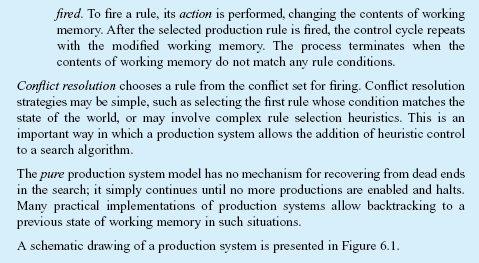 fired. To fire a rule, its action is performed, changing the contents of working
memory. After the selected production rule is fired, the control cycle repeats
with the modified working memory. The process terminates when the
contents of working memory do not match any rule conditions.
Conflict resolution chooses a rule from the conflict set for firing. Conflict resolution
strategies may be simple, such as selecting the first rule whose condition matches the
state of the world, or may involve complex rule selection heuristics. This is an
important way in which a production system allows the addition of heuristic control
to a search algorithm.
The pure production system model has no mechanism for recovering from dead ends
in the search; it simply continues until no more productions are enabled and halts.
Many practical implementations of production systems allow backtracking to a
previous state of working memory in such situations.
A schematic drawing of a production system is presented in Figure 6.1.